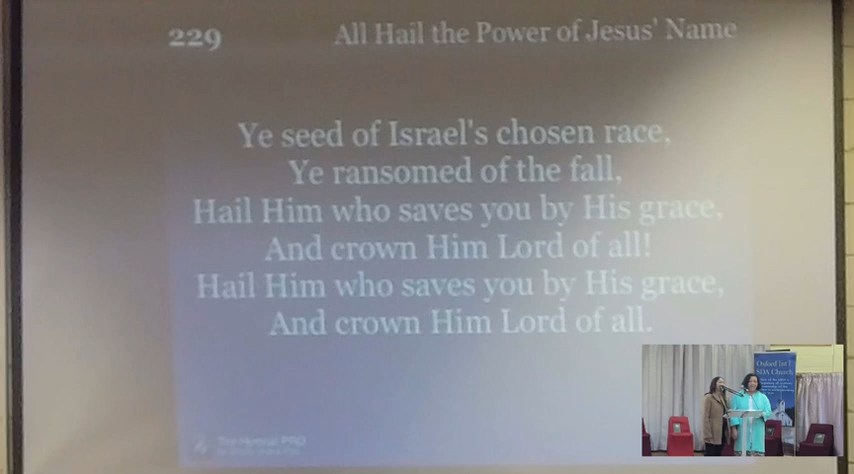 229
All Hail the Power of Jesus' Name
Ye seed of Israel's chosen race,
Ye ransomed of the fall,
Hail Him who saves you by His grace,
And crown Him Lord of all!
Hail Him who saves you by His grace,
And crown Him Lord of all.
The Hymnal PRO
Oxford Int'l
SDA Church